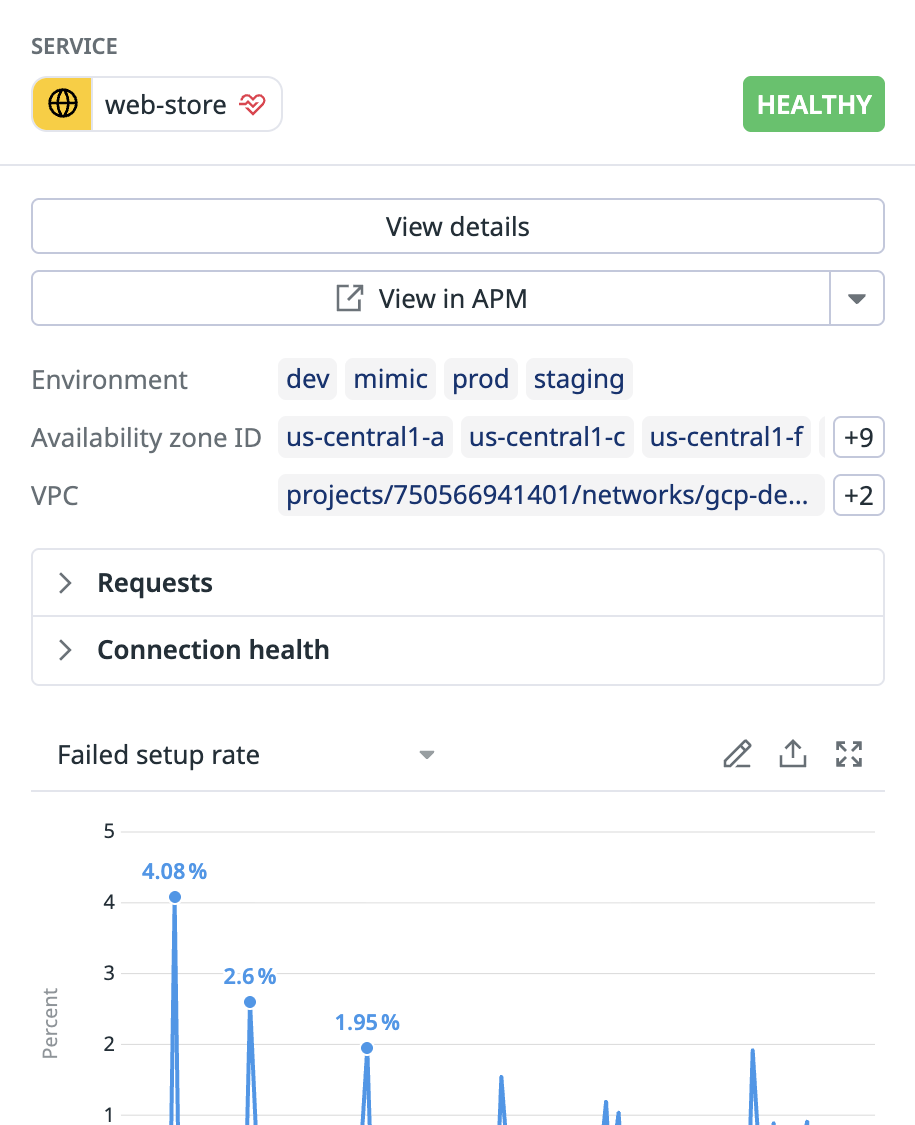 SERVICE
web-store
HEALTHY
View details
View in APM
Environment dev mimic prod staging
Availability zone ID us-central1-a us-central1-c us-central1-f +9
VPC projects/750566941401/networks/gcp-de... +2
Requests
Connection health
Failed setup rate
5
4.08%
4
3
2.6%
1.95%
Percent
2
1